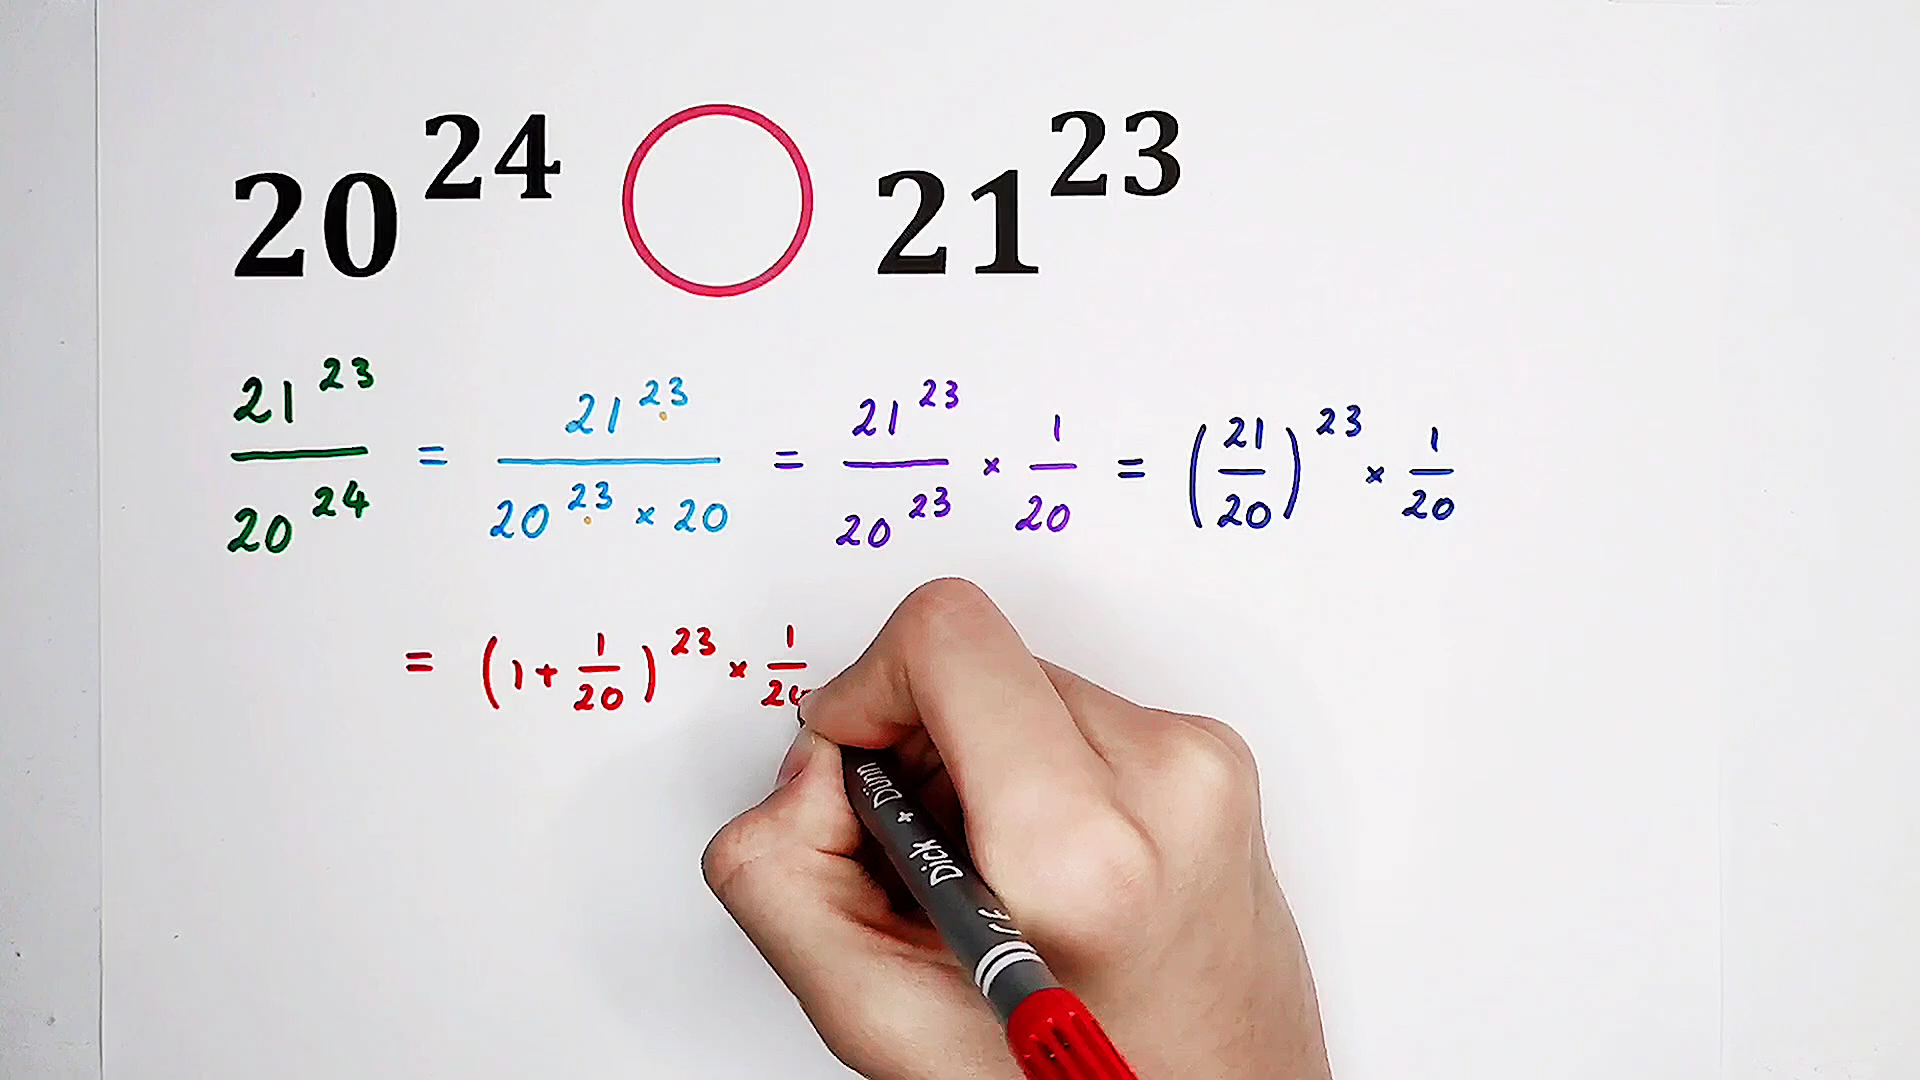 20^24 ◯ 21^23
21^23 / 20^24 = 21^23 / (20^23 × 20) = 21^23 / 20^23 × 1/20 = (21/20)^23 × 1/20
= (1 + 1/20)^23 × 1/20
Dick + Dünn